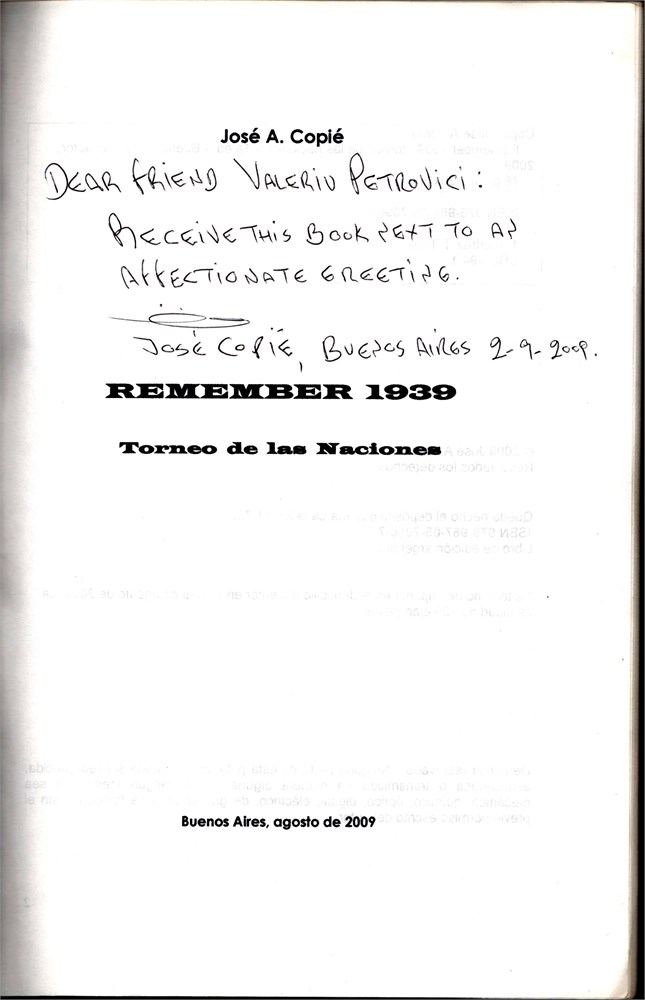 José A. Copié
DEAR FRIEND VALERIU PETROVICI:
RECEIVE THIS BOOK NEXT TO AN
AFFECTIONATE GREETING.
JOSÉ COPIÉ, BUENOS AIRES 2-9-2009.
REMEMBER 1939
Torneo de las Naciones
Buenos Aires, agosto de 2009